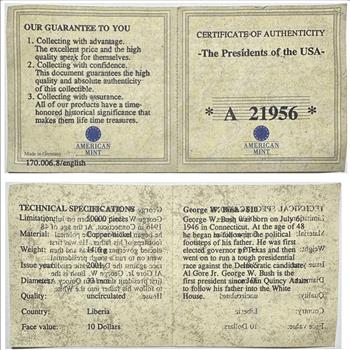 OUR GUARANTEE TO YOU
1. Collecting with advantage.
The excellent price and the high
quality speak for themselves.
2. Collecting with confidence.
This document guarantees the high
quality and absolute authenticity
of this collectible.
3. Collecting with assurance.
All of our products have a time-
honored historical significance that
makes them life time treasures.
AMERICAN
MINT
Made in Germany
170.006.8/english
CERTIFICATE OF AUTHENTICITY
-The Presidents of the USA-
* A 21956 *
AMERICAN
MINT
TECHNICAL SPECIFICATIONS
Limitation: 20000 pieces
Material: Copper-nickel
Weight:
Issue year: 2001
Diameter: 33 mm
Quality: uncirculated
Country: Liberia
Face value: 10 Dollars
George W. Bush
George W. Bush was born on July 6,
1946 in Connecticut. At the age of 48
he began to follow in the political
footsteps of his father. He was first
elected governor of Texas and then
went on to run a tough presidential
race against the Democratic candidate
Al Gore Jr. George W. Bush is the
first president since John Quincy Adams
to follow his father into the White
House.